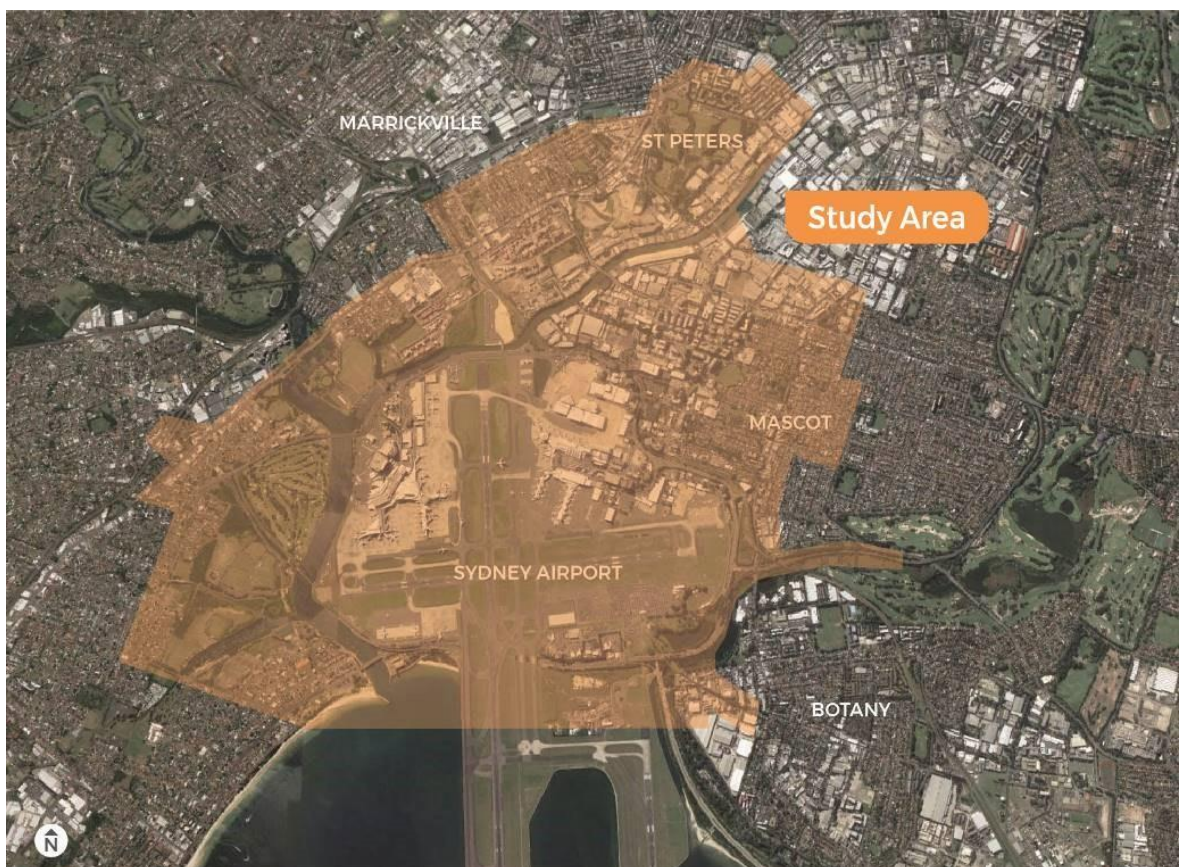 MARRICKVILLE
ST PETERS
Study Area
MASCOT
SYDNEY AIRPORT
BOTANY
N